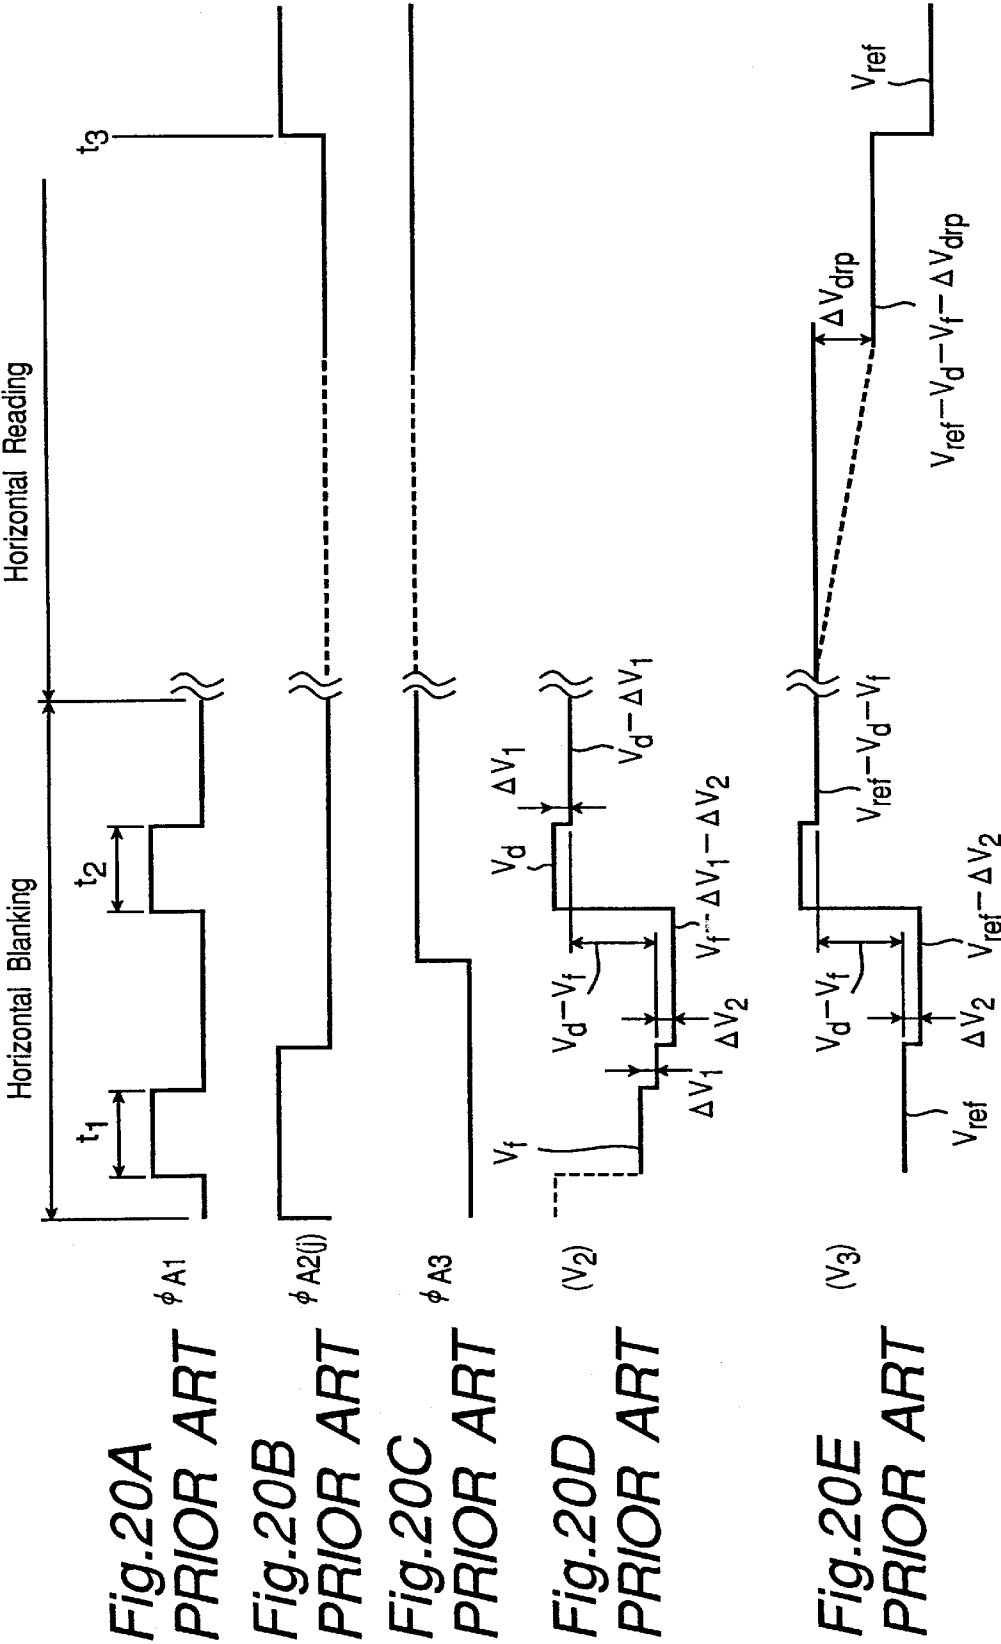 Horizontal Blanking
Horizontal Reading
Fig.20A
PRIOR ART
ϕA1
t1
t2
t3
Fig.20B
PRIOR ART
ϕA2(j)
Fig.20C
PRIOR ART
ϕA3
Fig.20D
PRIOR ART
(V2)
Vf
ΔV1
ΔV2
Vd−Vf
Vf−ΔV1−ΔV2
Vd
ΔV1
Vd−ΔV1
Fig.20E
PRIOR ART
(V3)
Vref
ΔV2
Vd−Vf
Vref−ΔV2
Vref−Vd−Vf
ΔVdrp
Vref−Vd−Vf−ΔVdrp
Vref